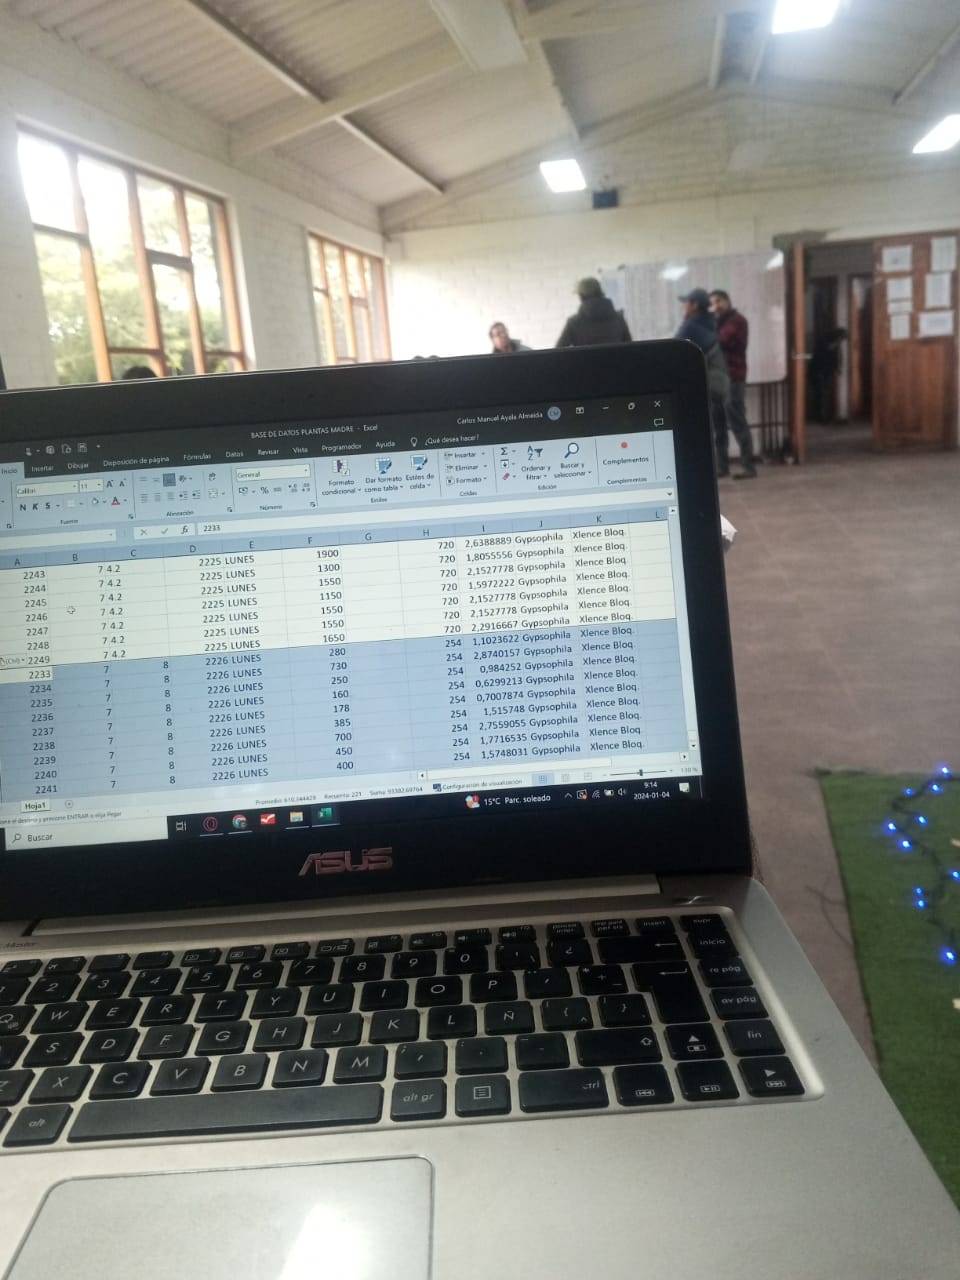 BASE DE DATOS PLANTAS MADRE - Excel
Carlos Manuel Ayala Almeida
Inicio Insertar Dibujar Disposición de página Fórmulas Datos Revisar Vista Programador Ayuda ¿Qué desea hacer?
Calibri 11 General
N K S
Formato condicional Dar formato como tabla Estilos de celda
Insertar
Eliminar
Formato
Ordenar y filtrar Buscar y seleccionar
Complementos
Fuente Alineación Número Estilos Celdas Edición Complementos
fx 2233
A B C D E F G H I J K L
2243 7 4.2 2225 LUNES 1900 720 2,6388889 Gypsophila Xlence Bloq.
2244 7 4.2 2225 LUNES 1300 720 1,8055556 Gypsophila Xlence Bloq.
2245 7 4.2 2225 LUNES 1550 720 2,1527778 Gypsophila Xlence Bloq.
2246 7 4.2 2225 LUNES 1150 720 1,5972222 Gypsophila Xlence Bloq.
2247 7 4.2 2225 LUNES 1550 720 2,1527778 Gypsophila Xlence Bloq.
2248 7 4.2 2225 LUNES 1550 720 2,1527778 Gypsophila Xlence Bloq.
2249 7 4.2 2225 LUNES 1650 720 2,2916667 Gypsophila Xlence Bloq.
2233 7 8 2226 LUNES 280 254 1,1023622 Gypsophila Xlence Bloq.
2234 7 8 2226 LUNES 730 254 2,8740157 Gypsophila Xlence Bloq.
2235 7 8 2226 LUNES 250 254 0,984252 Gypsophila Xlence Bloq.
2236 7 8 2226 LUNES 160 254 0,6299213 Gypsophila Xlence Bloq.
2237 7 8 2226 LUNES 178 254 0,7007874 Gypsophila Xlence Bloq.
2238 7 8 2226 LUNES 385 254 1,515748 Gypsophila Xlence Bloq.
2239 7 8 2226 LUNES 700 254 2,7559055 Gypsophila Xlence Bloq.
2240 7 8 2226 LUNES 450 254 1,7716535 Gypsophila Xlence Bloq.
2241 7 8 2226 LUNES 400 254 1,5748031 Gypsophila Xlence Bloq.
Hoja1
destino y presione ENTRAR o elija Pegar
Recuento: 221
Configuración de visualización
130 %
Buscar
15°C Parc. soleado
9:14
2024-01-04
ASUS
insert supr
2 3 4 5 6 7 8 9 0
inicio
W E R T Y U I O P
re pág
S D F G H J K L Ñ
av pág
Z X C V B N M
fin
alt alt gr ctrl